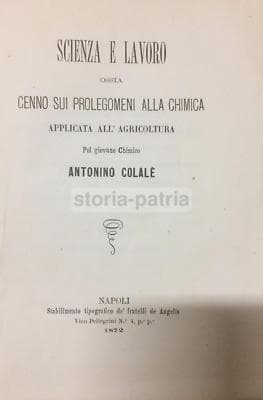 SCIENZA E LAVORO
OSSIA
CENNO SUI PROLEGOMENI ALLA CHIMICA
APPLICATA ALL' AGRICOLTURA
Pel giovane Chimico
ANTONINO COLALÈ
storia-patria
NAPOLI
Stabilimento tipografico de' fratelli de Angelis
Vico Pellegrini N.° 4, p.° p.°
1872